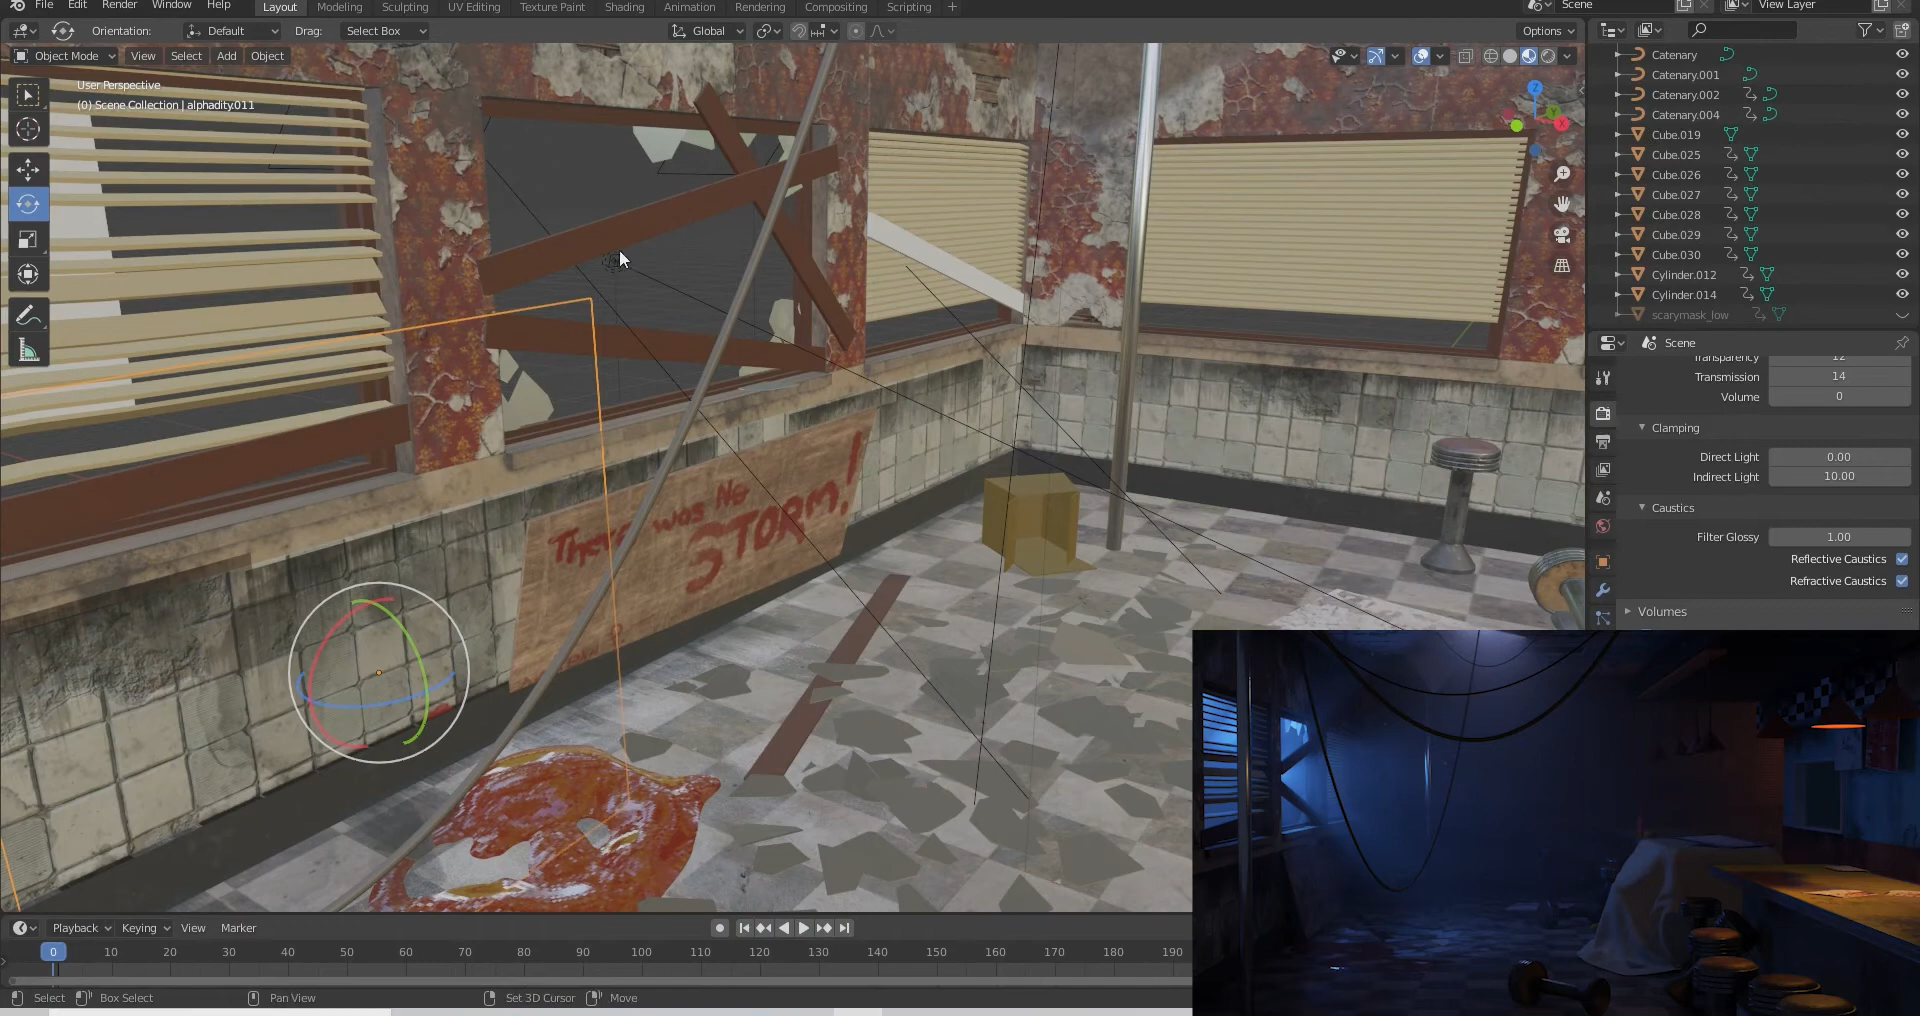 File Edit Render Window Help Layout Modeling Sculpting UV Editing Texture Paint Shading Animation Rendering Compositing Scripting + Scene View Layer
Orientation: Default Drag: Select Box Global Options
Object Mode View Select Add Object
User Perspective
(0) Scene Collection | alphadity.011
Z
X
Catenary
Catenary.001
Catenary.002
Catenary.004
Cube.019
Cube.025
Cube.026
Cube.027
Cube.028
Cube.029
Cube.030
Cylinder.012
Cylinder.014
scarymask_low
Scene
Transparency 12
Transmission 14
Volume 0
Clamping
Direct Light 0.00
Indirect Light 10.00
Caustics
Filter Glossy 1.00
Reflective Caustics
Refractive Caustics
Volumes
There was No
STORM!
Playback Keying View Marker
0 10 20 30 40 50 60 70 80 90 100 110 120 130 140 150 160 170 180 190
Select Box Select Pan View Set 3D Cursor Move